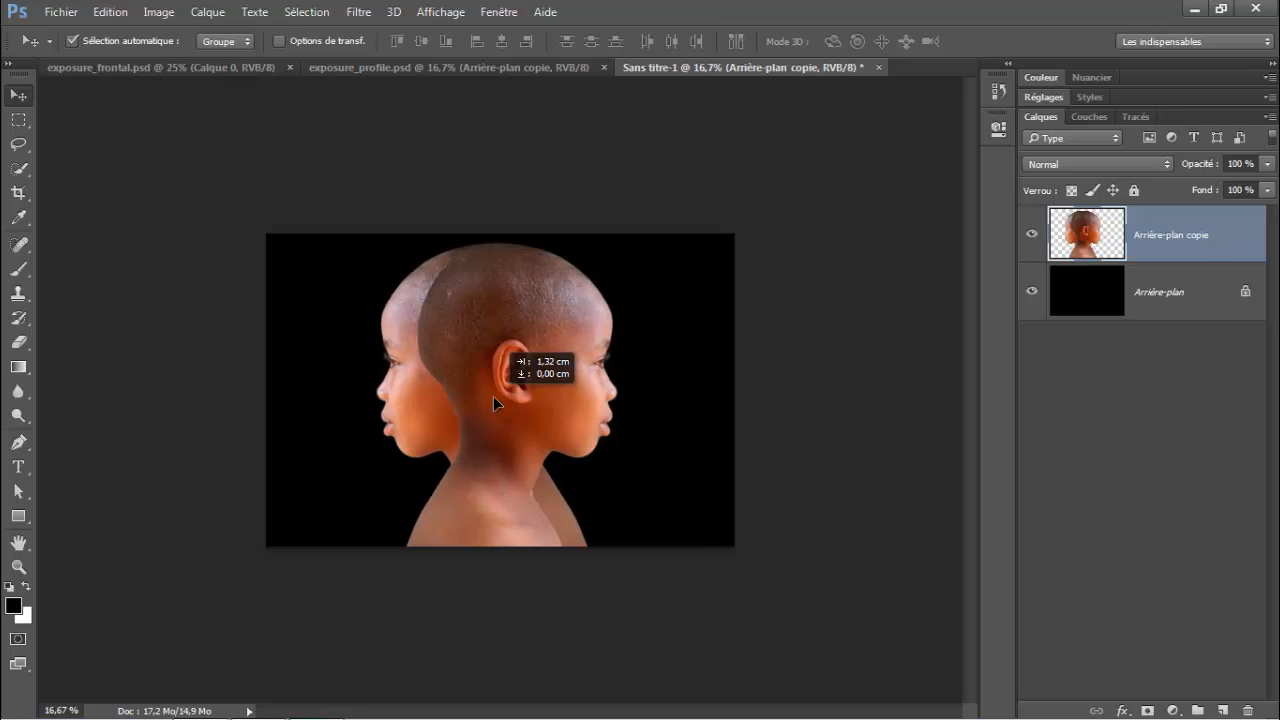 Ps Fichier Edition Image Calque Texte Sélection Filtre 3D Affichage Fenêtre Aide
Sélection automatique : Groupe Options de transf. Mode 3D : Les indispensables
exposure_frontal.psd @ 25% (Calque 0, RVB/8) × exposure_profile.psd @ 16,7% (Arrière-plan copie, RVB/8) × Sans titre-1 @ 16,7% (Arrière-plan copie, RVB/8) * ×
Couleur Nuancier
Réglages Styles
Calques Couches Tracés
Type
Normal Opacité : 100 %
Verrou : Fond : 100 %
Arrière-plan copie
Arrière-plan
1,32 cm
0,00 cm
16,67 % Doc : 17,2 Mo/14,9 Mo